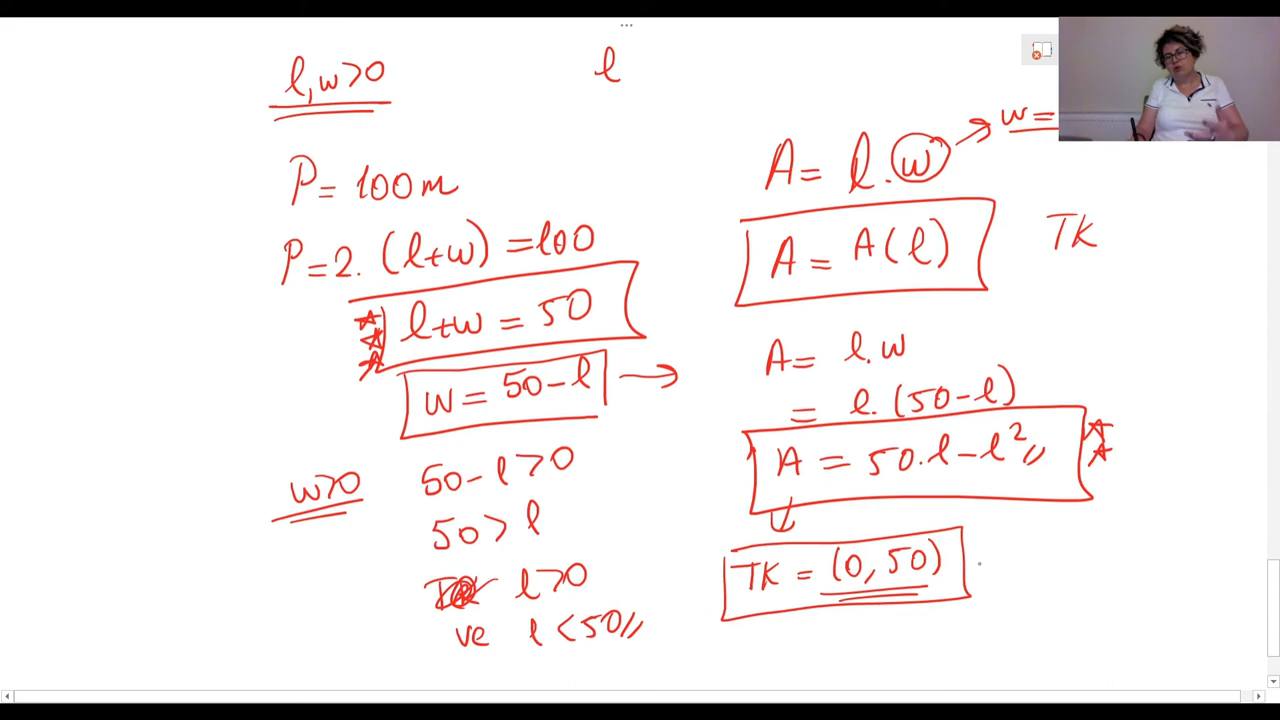 l, w > 0
l
P = 100 m
P = 2. (l+w) = 100
l+w = 50
w = 50 - l
w > 0
50 - l > 0
50 > l
l > 0
ve l < 50
A = l.w
w =
A = A(l)
TK
A = l.w
= l.(50-l)
A = 50.l - l²
TK = (0, 50)